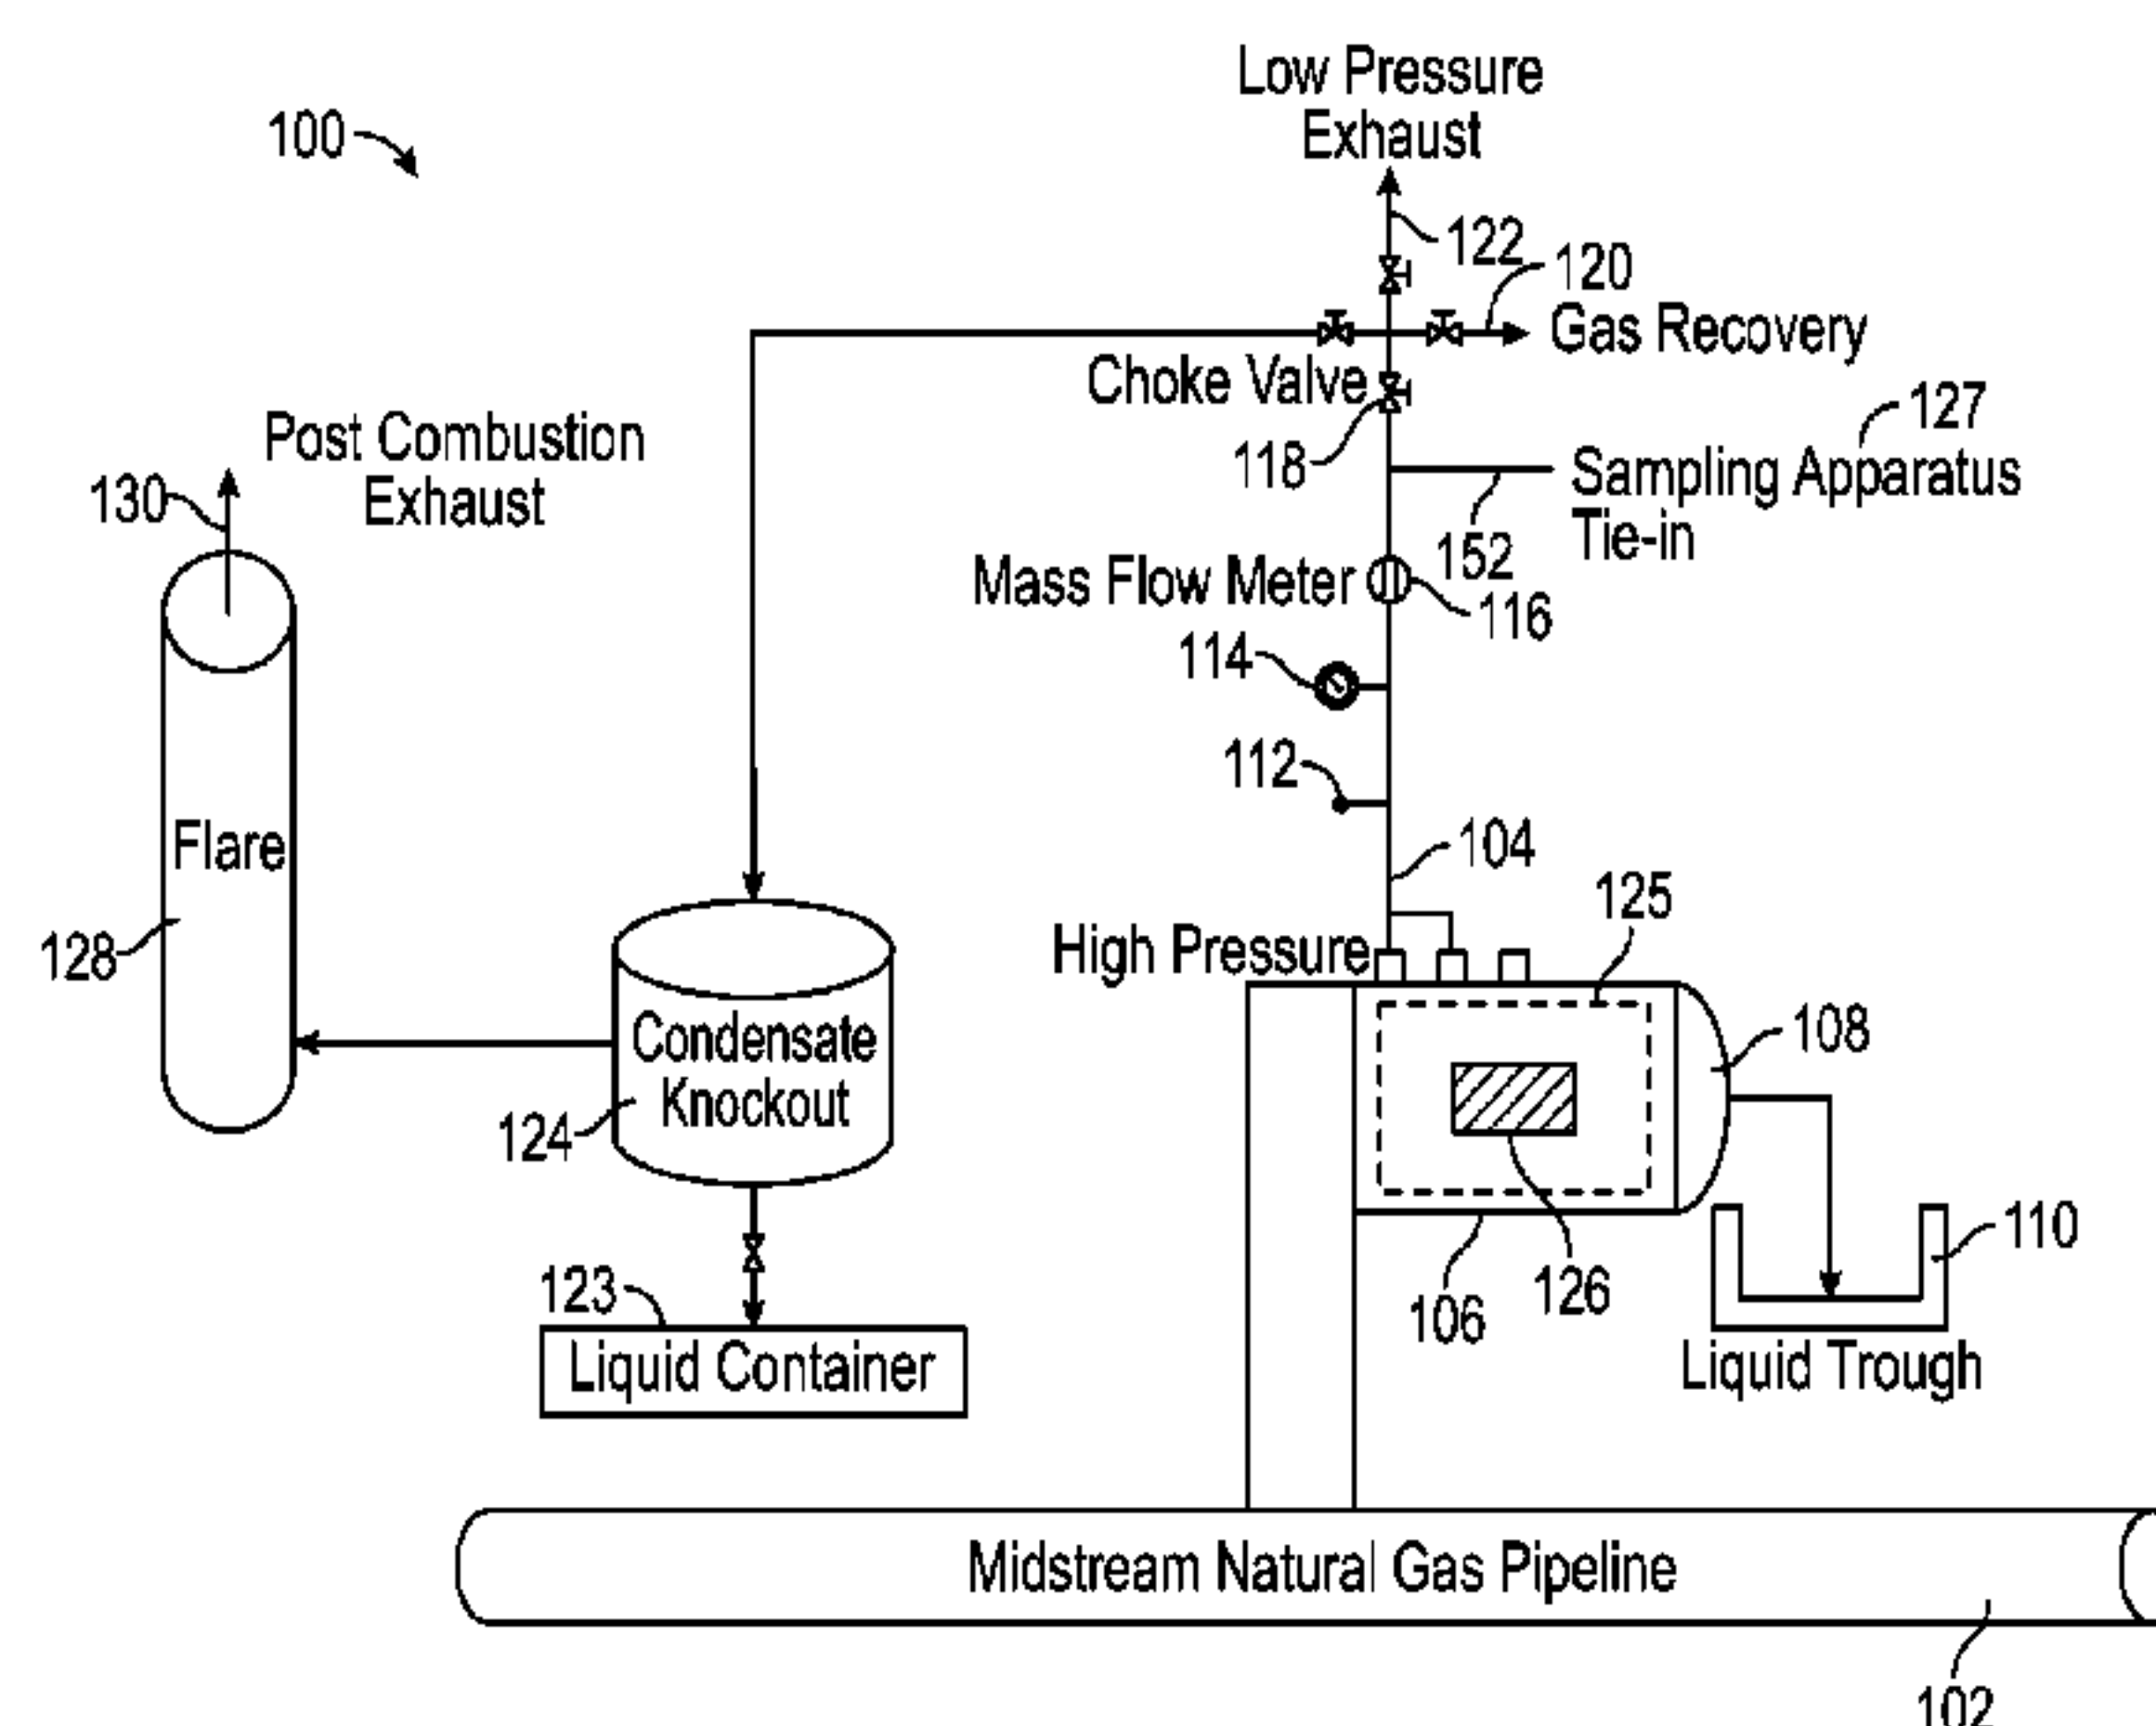 Low Pressure
Exhaust
100
122
120
Gas Recovery
Choke Valve
118
127
Sampling Apparatus
Tie-in
152
Post Combustion
Exhaust
130
Mass Flow Meter
116
114
112
104
Flare
128
High Pressure
125
108
Condensate
Knockout
124
126
106
110
Liquid Trough
123
Liquid Container
Midstream Natural Gas Pipeline
102